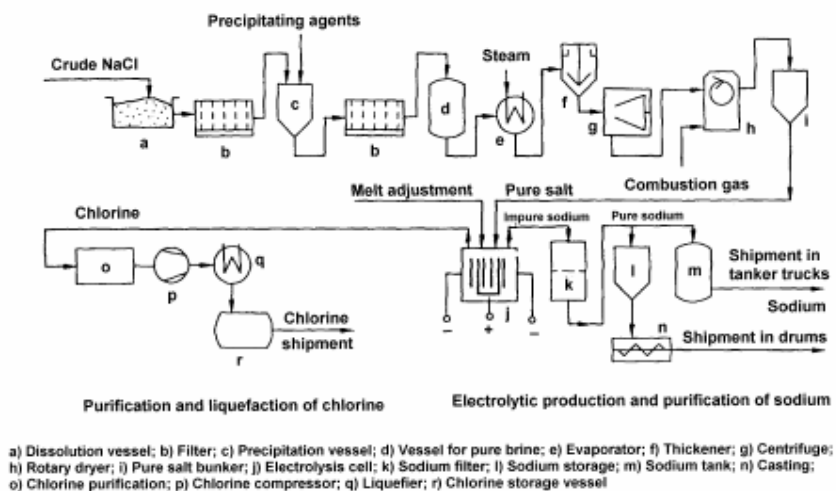 Precipitating agents
Crude NaCl
Steam
a
b
c
b
d
e
f
g
h
i
Combustion gas
Melt adjustment
Pure salt
Chlorine
Impure sodium
Pure sodium
o
p
q
r
Chlorine
shipment
j
− + −
k
l
m
n
Shipment in
tanker trucks
Sodium
Shipment in drums
Purification and liquefaction of chlorine
Electrolytic production and purification of sodium
a) Dissolution vessel; b) Filter; c) Precipitation vessel; d) Vessel for pure brine; e) Evaporator; f) Thickener; g) Centrifuge;
h) Rotary dryer; i) Pure salt bunker; j) Electrolysis cell; k) Sodium filter; l) Sodium storage; m) Sodium tank; n) Casting;
o) Chlorine purification; p) Chlorine compressor; q) Liquefier; r) Chlorine storage vessel